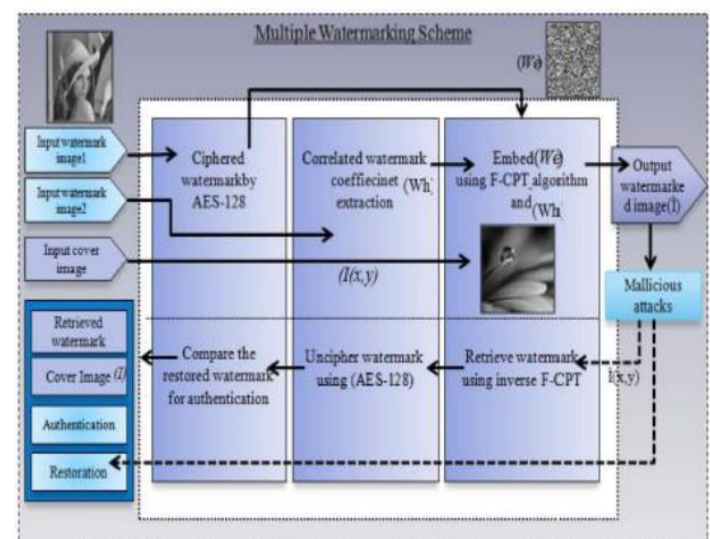 Multiple Watermarking Scheme
(We)
Input watermark
image1
Input watermark
image2
Input cover
image
Ciphered
watermarkby
AES-128
Correlated watermark
coeffiecinet
extraction
(Wh)
Embed(We)
using F-CPT algorithm
and (Wh)
Output
watermarke
d image(I)
(I(x,y)
Mallicious
attacks
Retrieved
watermark
Cover Image (I)
Authentication
Restoration
Compare the
restored watermark
for authentication
Uncipher watermark
using (AES-128)
Retrieve watermark
using inverse F-CPT
I(x,y)